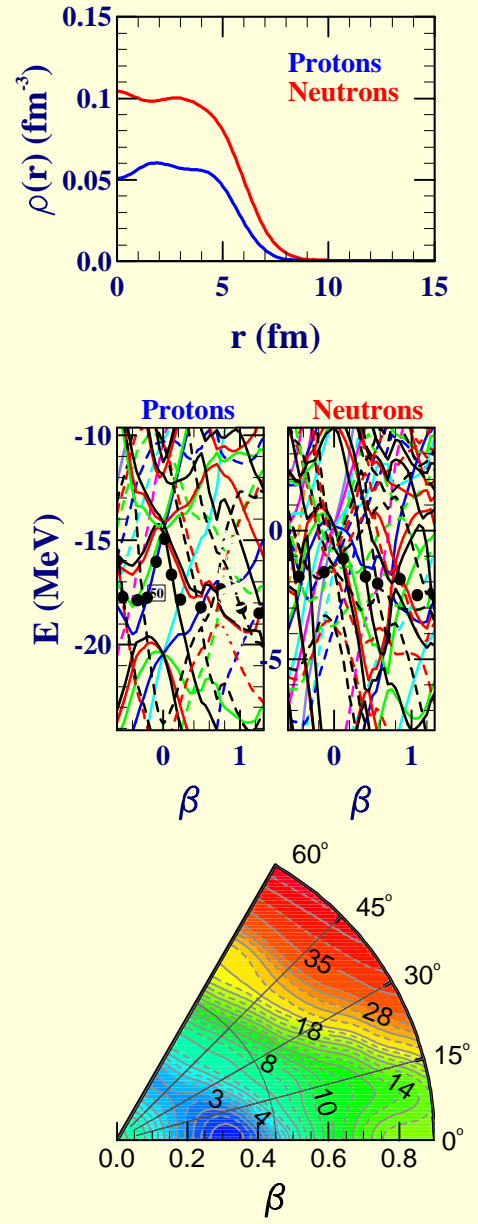 0.15
Protons
Neutrons
0.1
0.05
0.0
ρ(r) (fm⁻³)
0 5 10 15
r (fm)
Protons Neutrons
-10
-15
-20
E (MeV)
50
0
-5
0 1 0 1
β β
60°
45°
35
30°
28
18
15°
8
14
10
3
4
0°
0.0 0.2 0.4 0.6 0.8
β